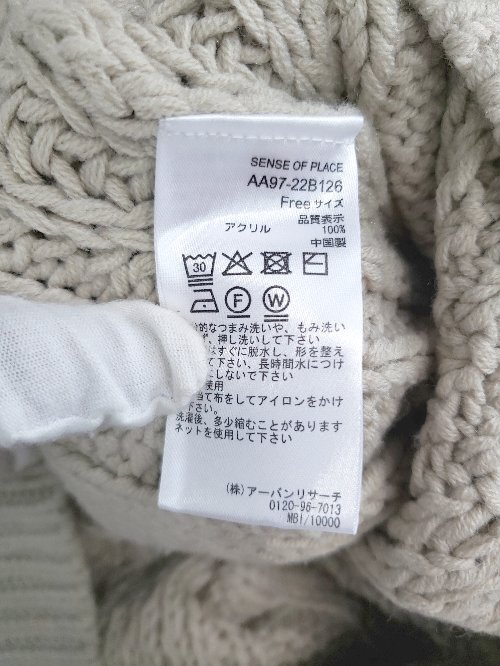 SENSE OF PLACE
AA97-22B126
Freeサイズ
品質表示
アクリル 100%
中国製
30
F W
的なつまみ洗いや、もみ洗い
ず、押し洗いして下さい
はすぐに脱水し、形を整え
て下さい、長時間水につけ
にしないで下さい
使用
当て布をしてアイロンをかけ
下さい。
洗濯後、多少縮むことがあります
ネットを使用して下さい
(株)アーバンリサーチ
0120-96-7013
MBI/10000